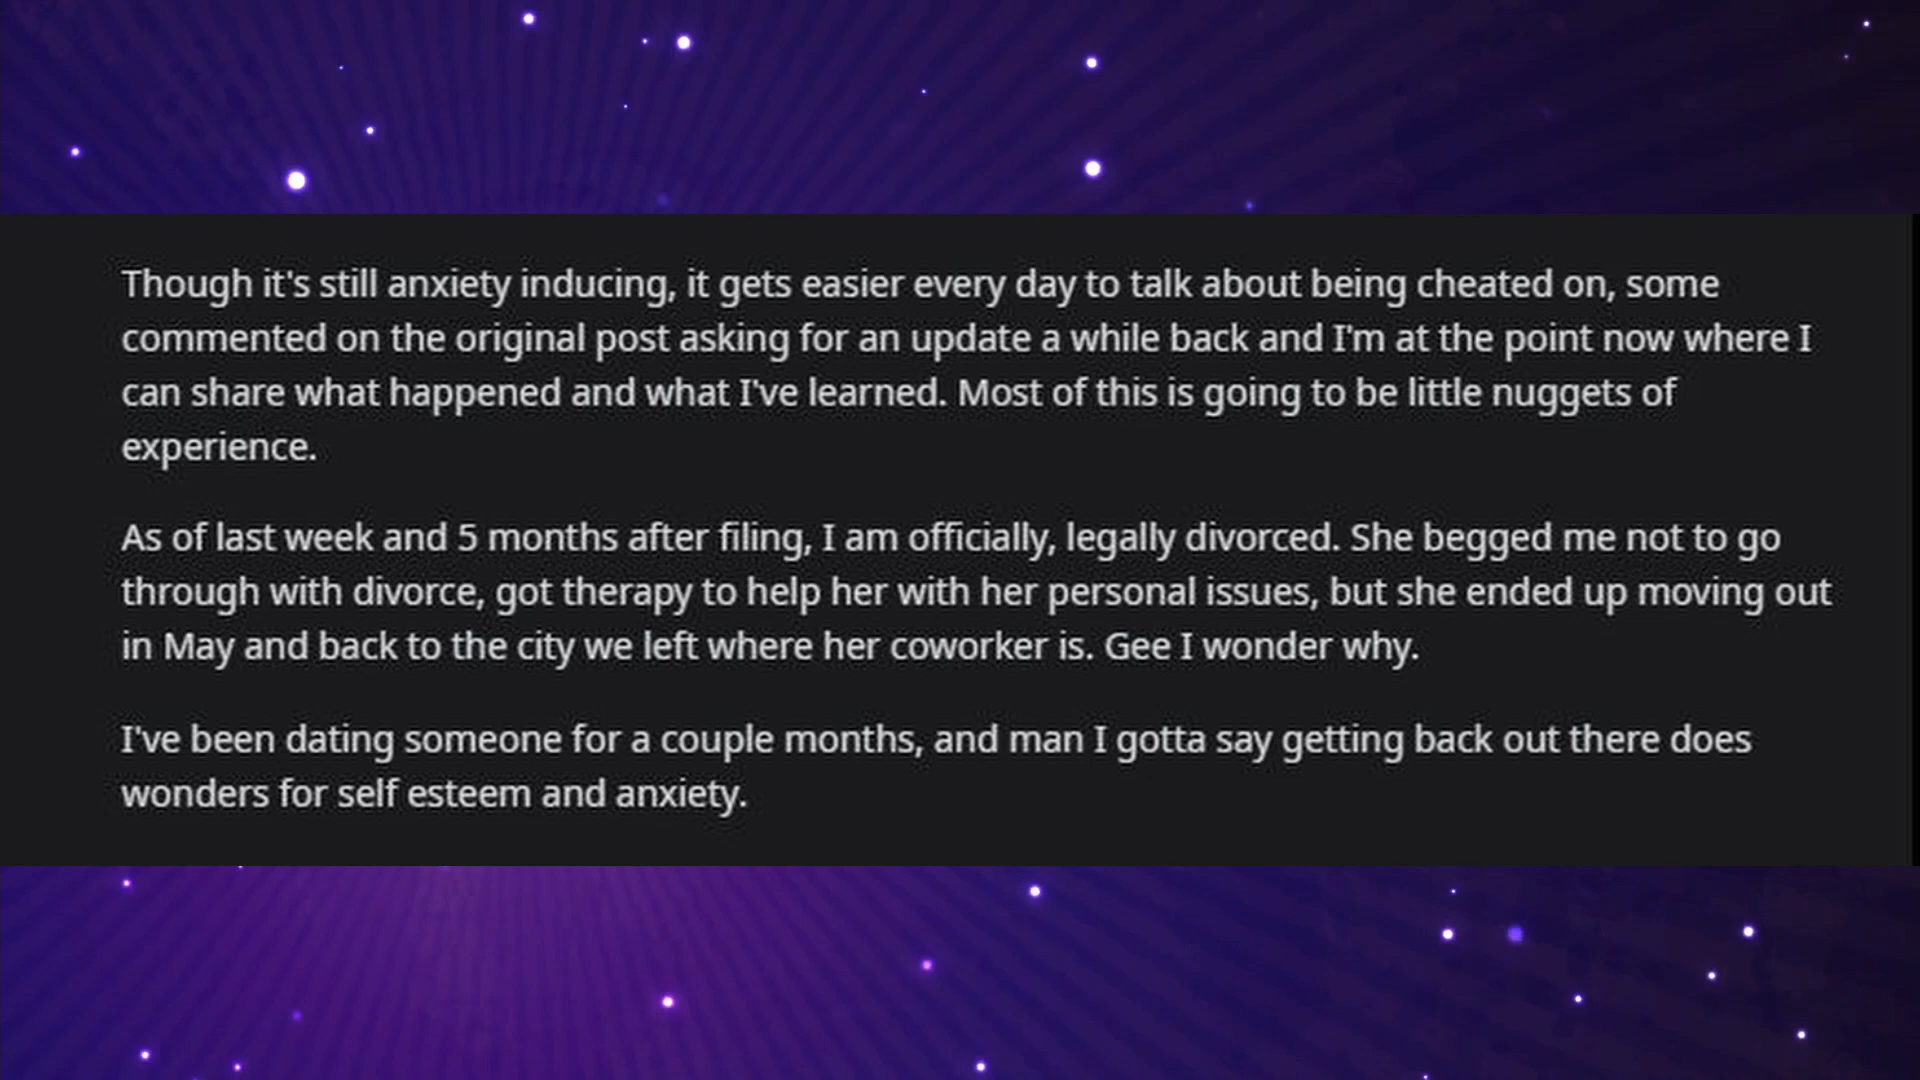 Though it's still anxiety inducing, it gets easier every day to talk about being cheated on, some
commented on the original post asking for an update a while back and I'm at the point now where I
can share what happened and what I've learned. Most of this is going to be little nuggets of
experience.
As of last week and 5 months after filing, I am officially, legally divorced. She begged me not to go
through with divorce, got therapy to help her with her personal issues, but she ended up moving out
in May and back to the city we left where her coworker is. Gee I wonder why.
I've been dating someone for a couple months, and man I gotta say getting back out there does
wonders for self esteem and anxiety.